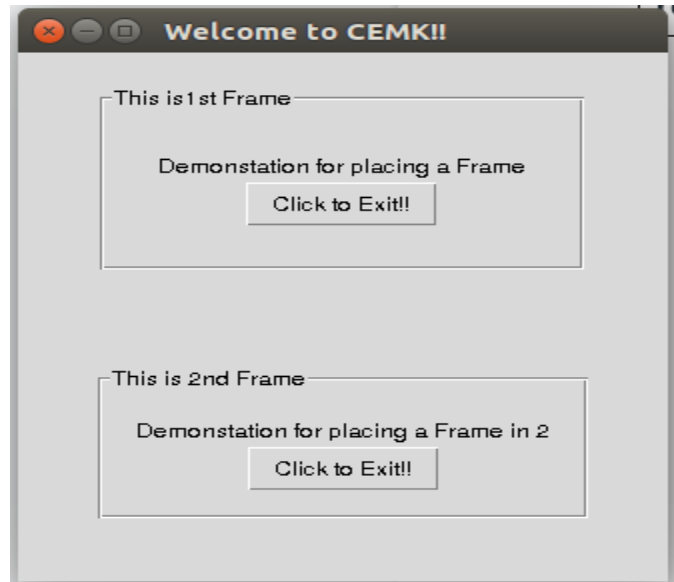 Welcome to CEMK!!
This is1st Frame
Demonstation for placing a Frame
Click to Exit!!
This is 2nd Frame
Demonstation for placing a Frame in 2
Click to Exit!!